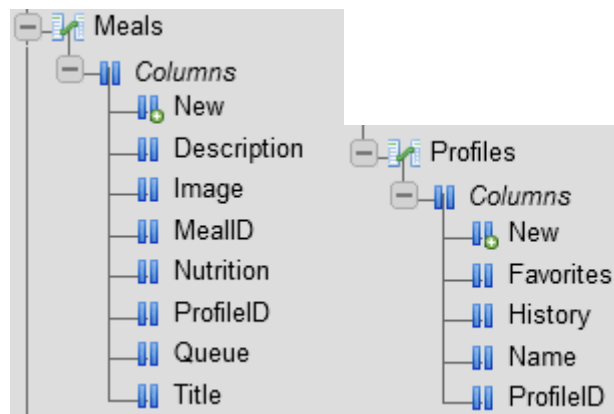 Meals
Columns
New
Description
Image
MealID
Nutrition
ProfileID
Queue
Title
Profiles
Columns
New
Favorites
History
Name
ProfileID